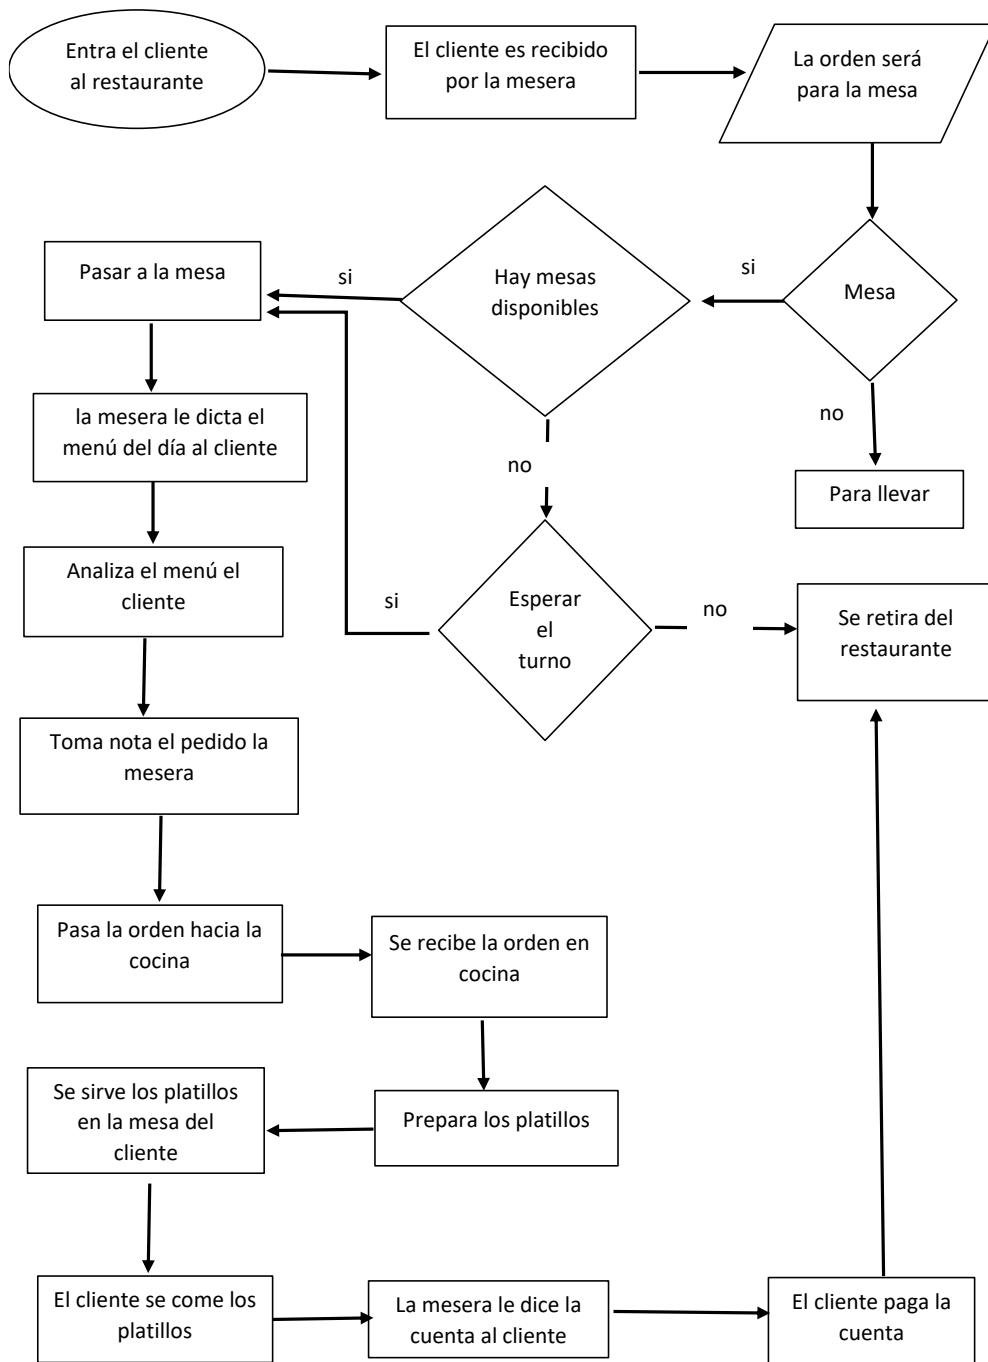 Entra el cliente
al restaurante
El cliente es recibido
por la mesera
La orden será
para la mesa
Mesa
si
no
Hay mesas
disponibles
si
no
Pasar a la mesa
Para llevar
la mesera le dicta el
menú del día al cliente
Esperar
el
turno
si
no
Se retira del
restaurante
Analiza el menú el
cliente
Toma nota el pedido la
mesera
Pasa la orden hacia la
cocina
Se recibe la orden en
cocina
Prepara los platillos
Se sirve los platillos
en la mesa del
cliente
El cliente se come los
platillos
La mesera le dice la
cuenta al cliente
El cliente paga la
cuenta